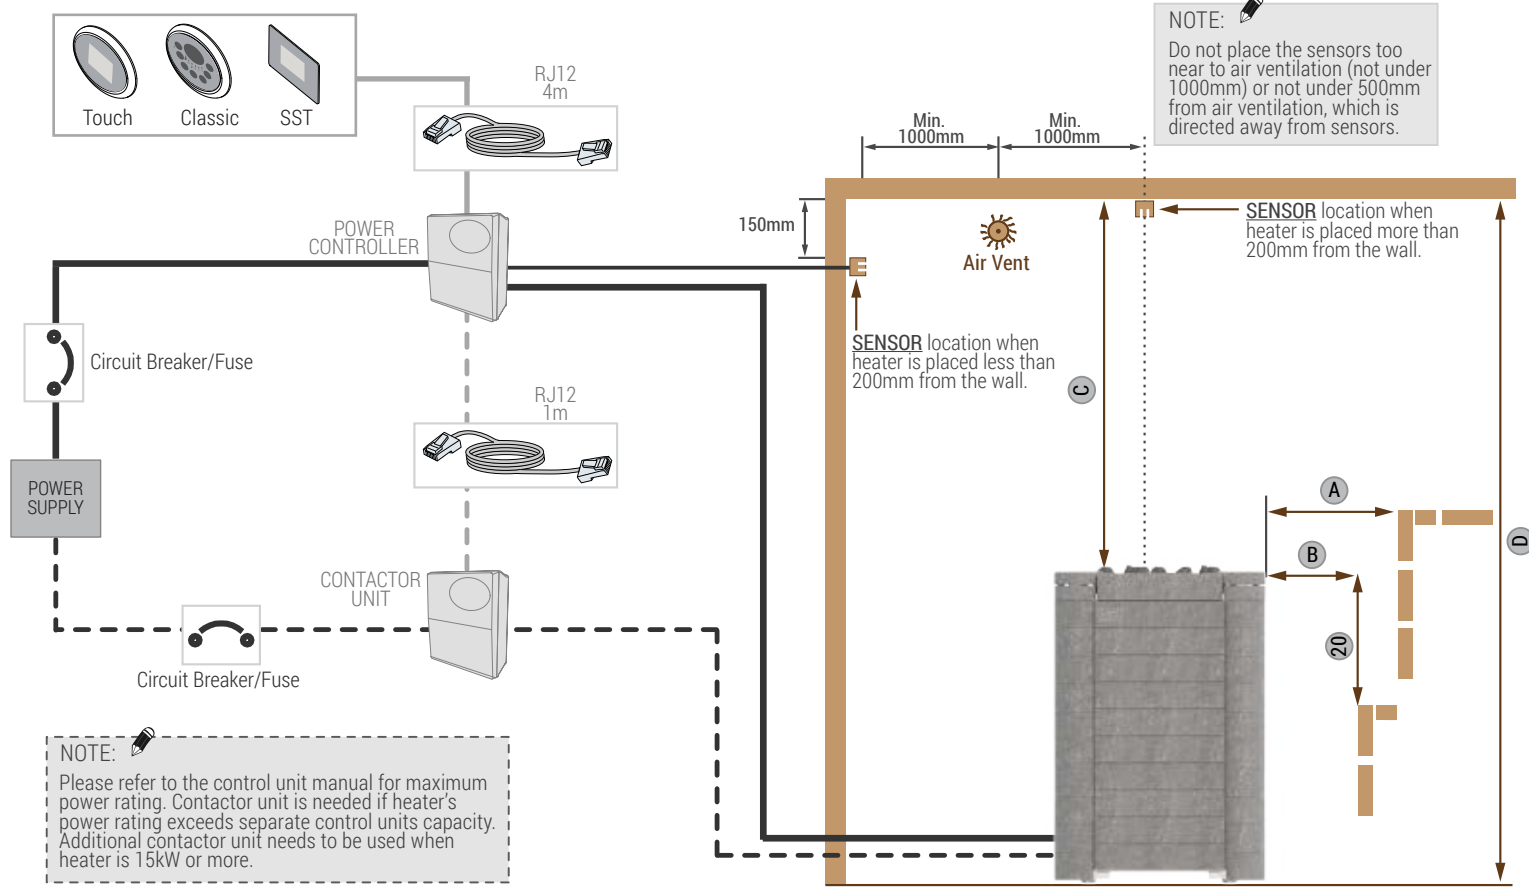 Touch
Classic
SST
RJ12
4m
NOTE:
Do not place the sensors too
near to air ventilation (not under
1000mm) or not under 500mm
from air ventilation, which is
directed away from sensors.
Min.
1000mm
Min.
1000mm
150mm
Air Vent
SENSOR location when
heater is placed more than
200mm from the wall.
SENSOR location when
heater is placed less than
200mm from the wall.
POWER
CONTROLLER
Circuit Breaker/Fuse
RJ12
1m
POWER
SUPPLY
CONTACTOR
UNIT
Circuit Breaker/Fuse
C
A
B
20
D
NOTE:
Please refer to the control unit manual for maximum
power rating. Contactor unit is needed if heater's
power rating exceeds separate control units capacity.
Additional contactor unit needs to be used when
heater is 15kW or more.